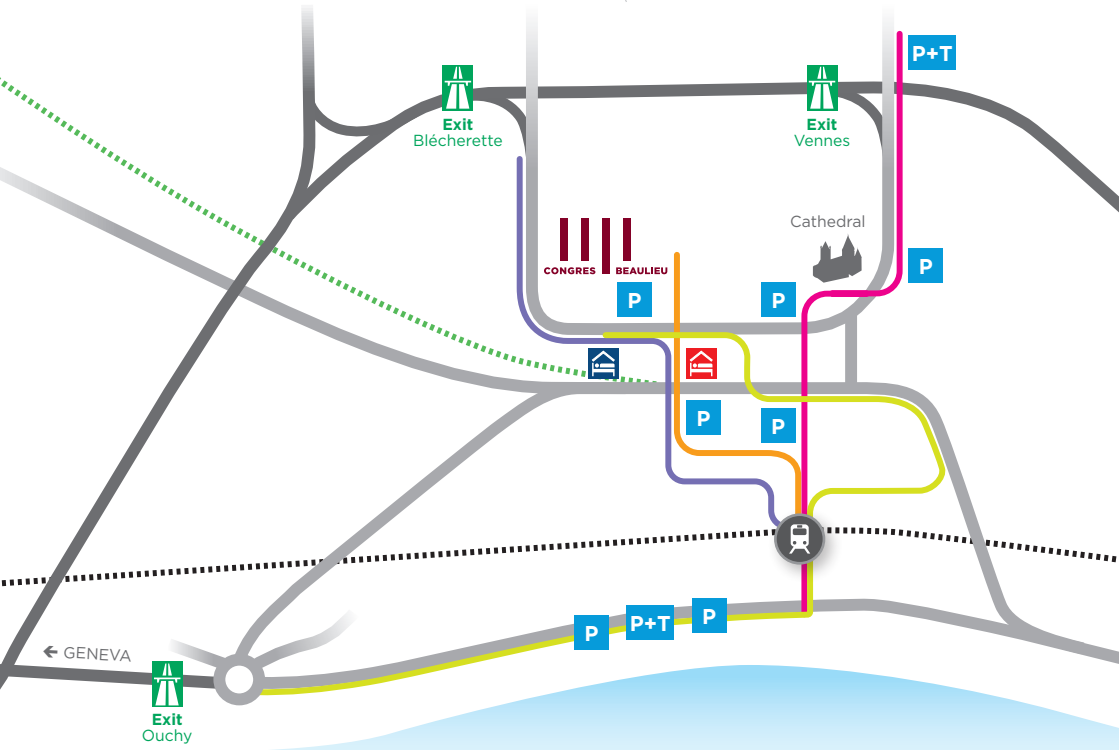 P+T
Exit
Blécherette
Exit
Vennes
Cathedral
CONGRES BEAULIEU
P
P
P
P
P
P
P+T
P
← GENEVA
Exit
Ouchy